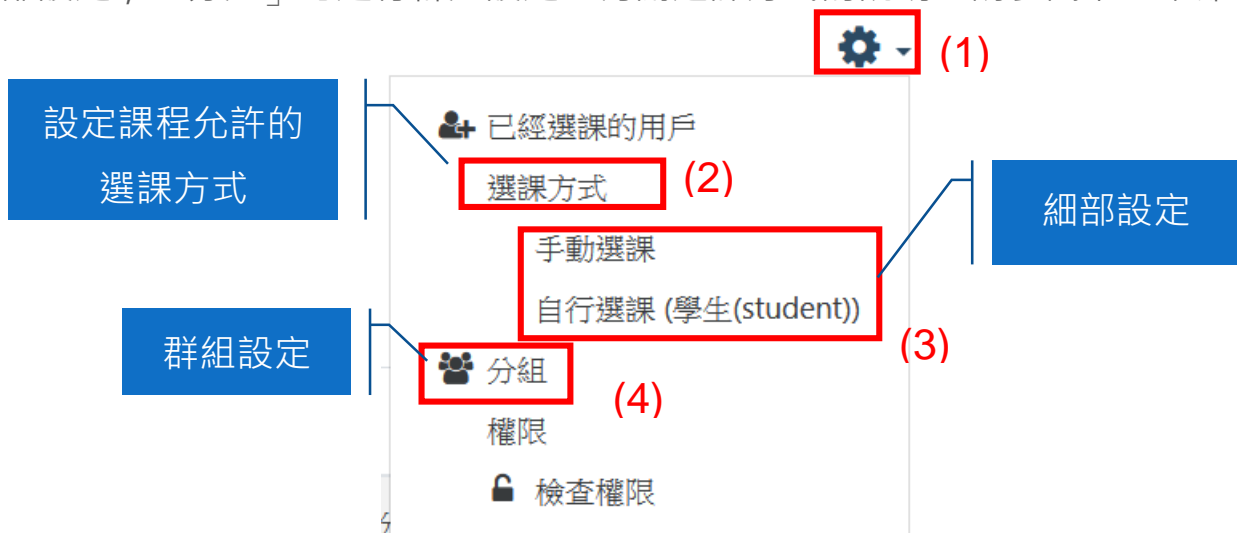 (1)
設定課程允許的
選課方式
已經選課的用戶
選課方式
(2)
細部設定
手動選課
自行選課 (學生(student))
(3)
群組設定
分組
(4)
權限
檢查權限